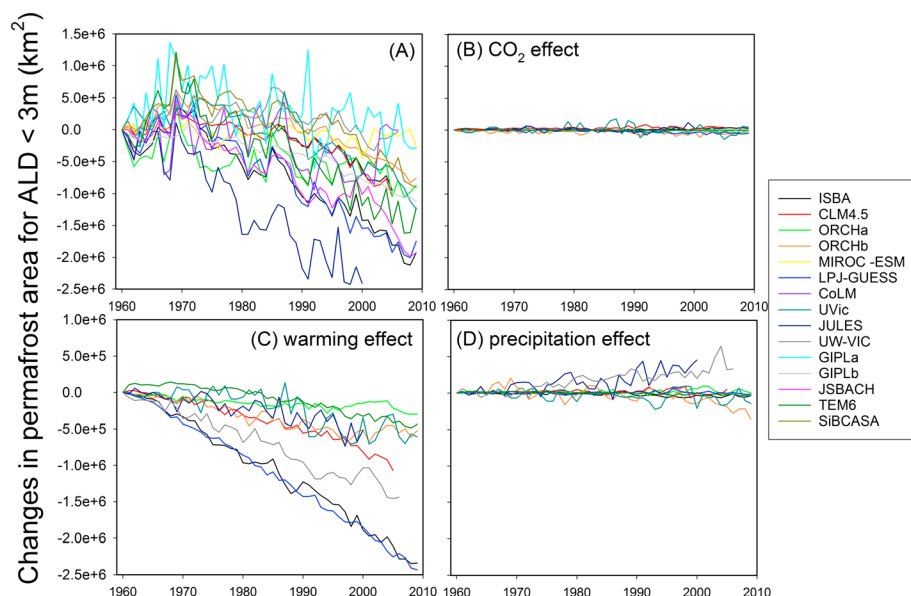 Changes in permafrost area for ALD < 3m (km²)
1.5e+6
1.0e+6
5.0e+5
0.0
-5.0e+5
-1.0e+6
-1.5e+6
-2.0e+6
-2.5e+6
(A)
1960 1970 1980 1990 2000 2010
(B) CO₂ effect
1960 1970 1980 1990 2000 2010
1.0e+6
5.0e+5
0.0
-5.0e+5
-1.0e+6
-1.5e+6
-2.0e+6
-2.5e+6
(C) warming effect
1960 1970 1980 1990 2000 2010
(D) precipitation effect
1960 1970 1980 1990 2000 2010
ISBA
CLM4.5
ORCHa
ORCHb
MIROC -ESM
LPJ-GUESS
CoLM
UVic
JULES
UW-VIC
GIPLa
GIPLb
JSBACH
TEM6
SiBCASA